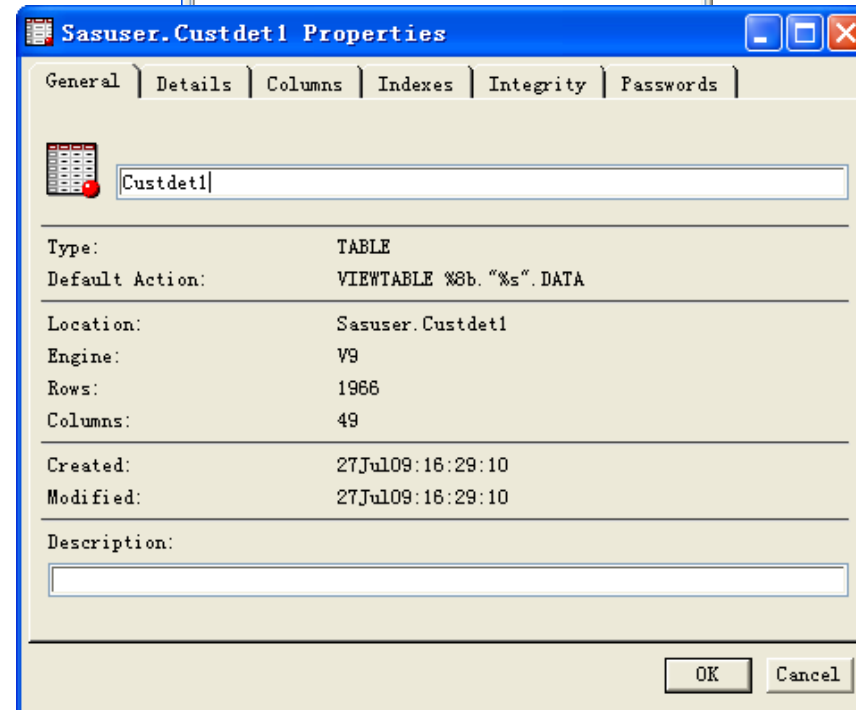 Sasuser.Custdet1 Properties
General Details Columns Indexes Integrity Passwords
Custdet1
Type: TABLE
Default Action: VIEWTABLE %8b."%s".DATA
Location: Sasuser.Custdet1
Engine: V9
Rows: 1966
Columns: 49
Created: 27Jul09:16:29:10
Modified: 27Jul09:16:29:10
Description:
OK Cancel